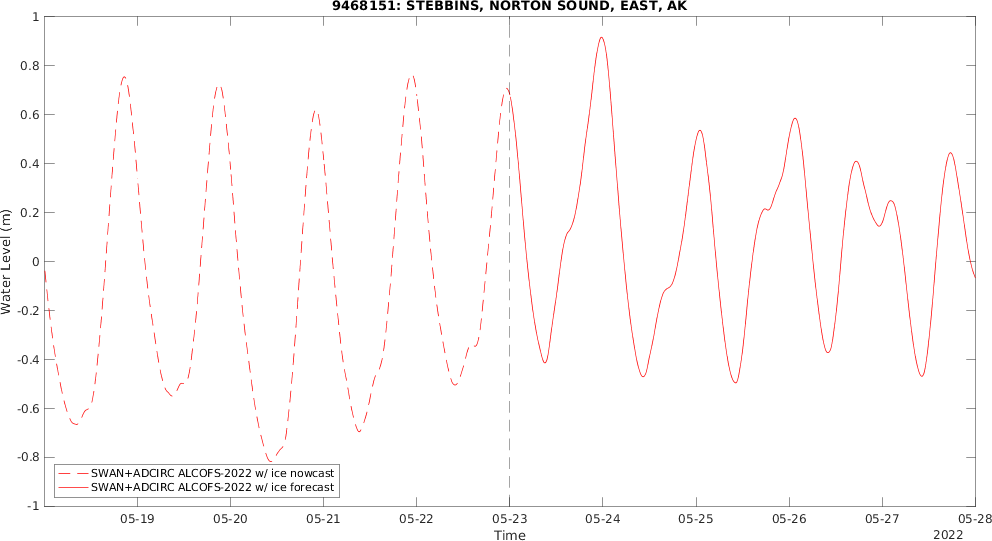 9468151: STEBBINS, NORTON SOUND, EAST, AK
1
0.8
0.6
0.4
0.2
0
-0.2
-0.4
-0.6
-0.8
-1
Water Level (m)
SWAN+ADCIRC ALCOFS-2022 w/ ice nowcast
SWAN+ADCIRC ALCOFS-2022 w/ ice forecast
05-19 05-20 05-21 05-22 05-23 05-24 05-25 05-26 05-27 05-28
Time
2022